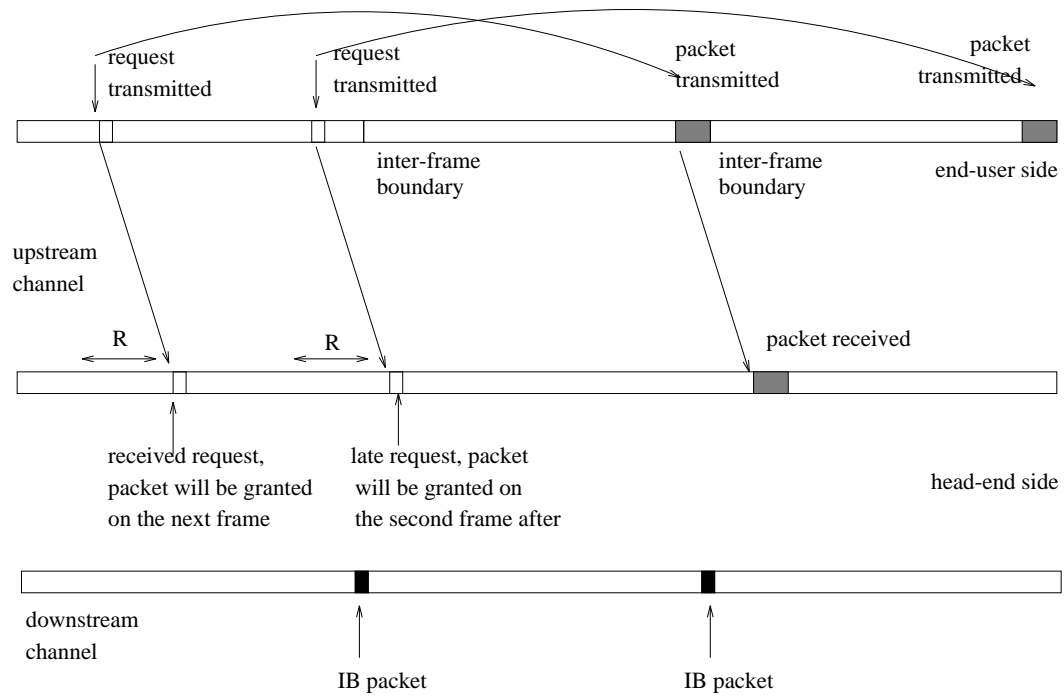 request
transmitted
request
transmitted
packet
transmitted
packet
transmitted
inter-frame
boundary
inter-frame
boundary
end-user side
upstream
channel
R
R
packet received
received request,
packet will be granted
on the next frame
late request, packet
will be granted on
the second frame after
head-end side
downstream
channel
IB packet
IB packet